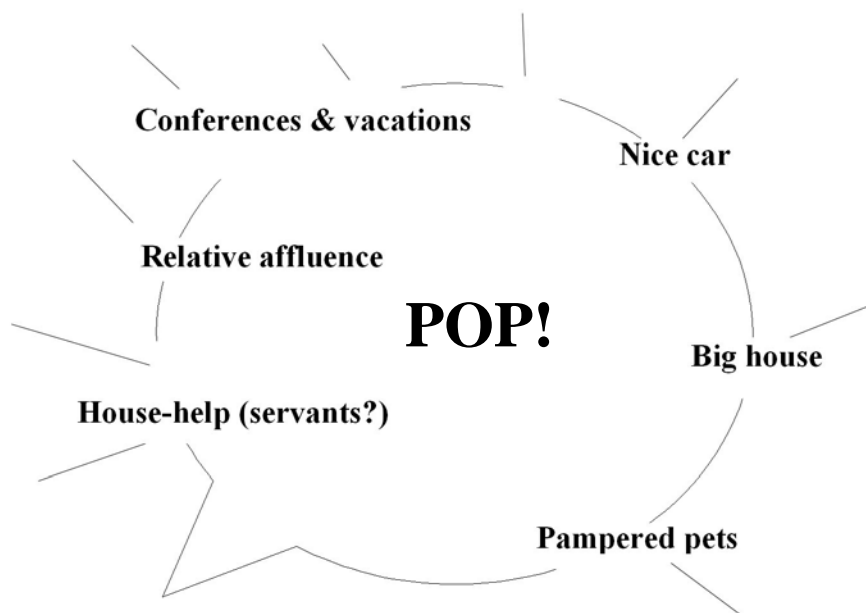 Conferences & vacations
Nice car
Relative affluence
POP!
Big house
House-help (servants?)
Pampered pets